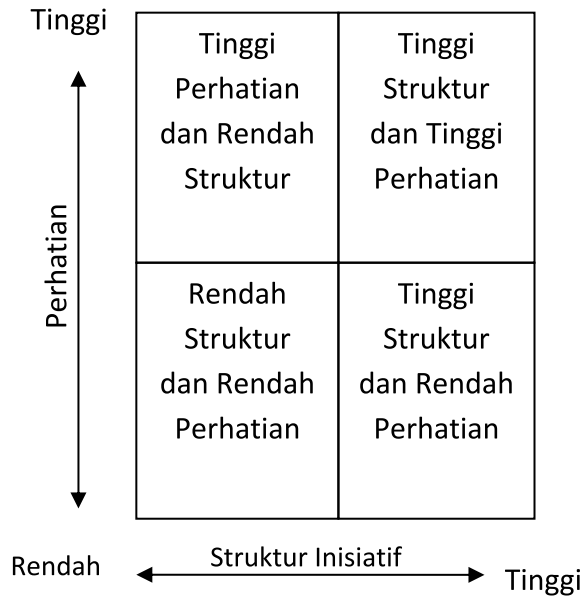 Tinggi
Tinggi
Perhatian
dan Rendah
Struktur
Tinggi
Struktur
dan Tinggi
Perhatian
Perhatian
Rendah
Struktur
dan Rendah
Perhatian
Tinggi
Struktur
dan Rendah
Perhatian
Rendah
Struktur Inisiatif
Tinggi